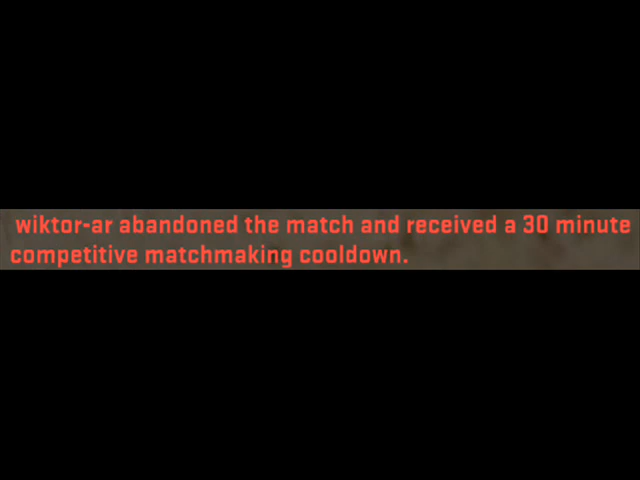 wiktor-ar abandoned the match and received a 30 minute
competitive matchmaking cooldown.